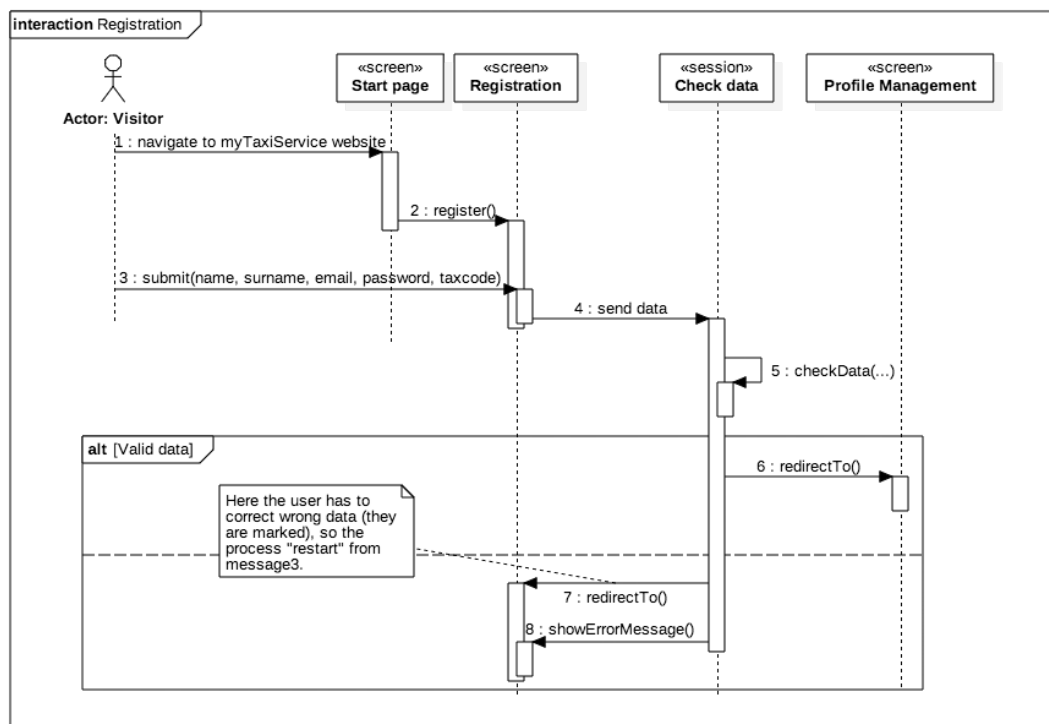 interaction Registration
«screen»
Start page
«screen»
Registration
«session»
Check data
«screen»
Profile Management
Actor: Visitor
1 : navigate to myTaxiService website
2 : register()
3 : submit(name, surname, email, password, taxcode)
4 : send data
5 : checkData(...)
alt [Valid data]
6 : redirectTo()
Here the user has to
correct wrong data (they
are marked), so the
process "restart" from
message3.
7 : redirectTo()
8 : showErrorMessage()